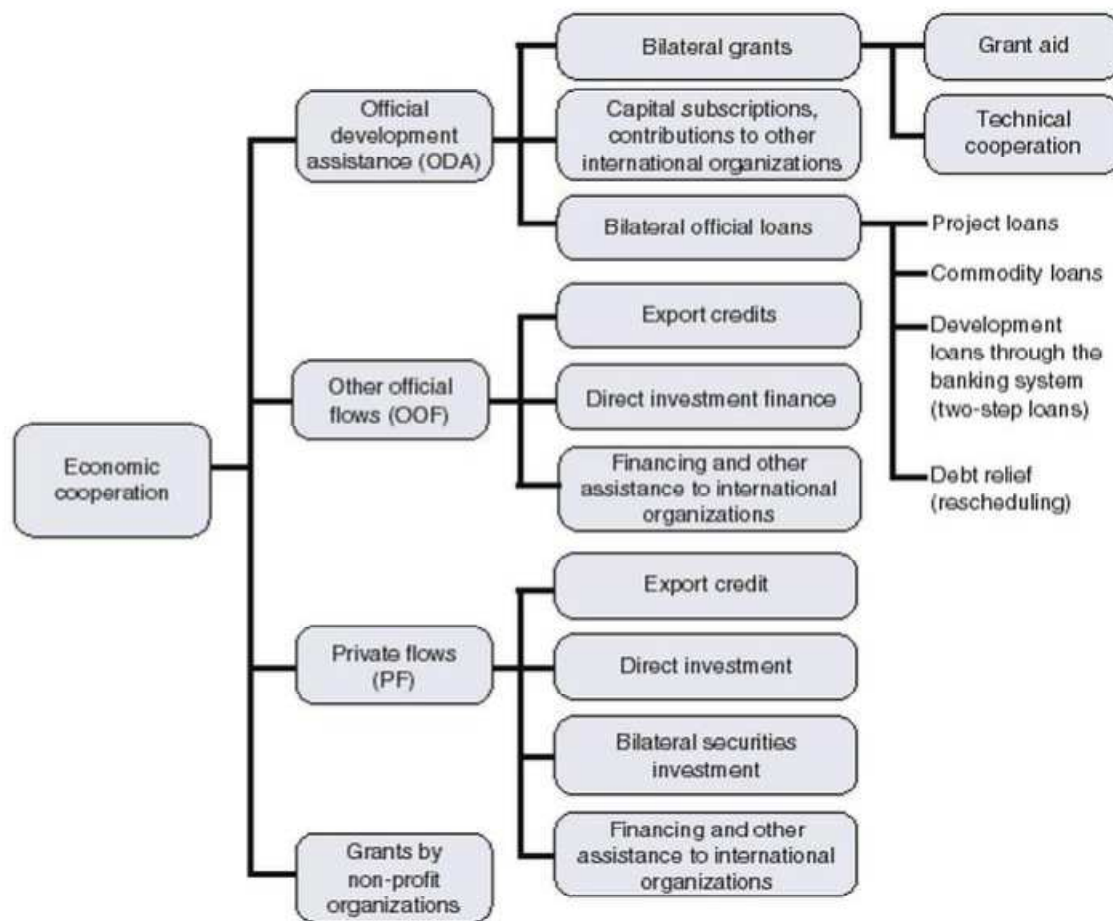 Economic
cooperation
Official
development
assistance (ODA)
Bilateral grants
Grant aid
Technical
cooperation
Capital subscriptions,
contributions to other
international organizations
Bilateral official loans
Project loans
Commodity loans
Development
loans through the
banking system
(two-step loans)
Debt relief
(rescheduling)
Other official
flows (OOF)
Export credits
Direct investment finance
Financing and other
assistance to international
organizations
Private flows
(PF)
Export credit
Direct investment
Bilateral securities
investment
Financing and other
assistance to international
organizations
Grants by
non-profit
organizations